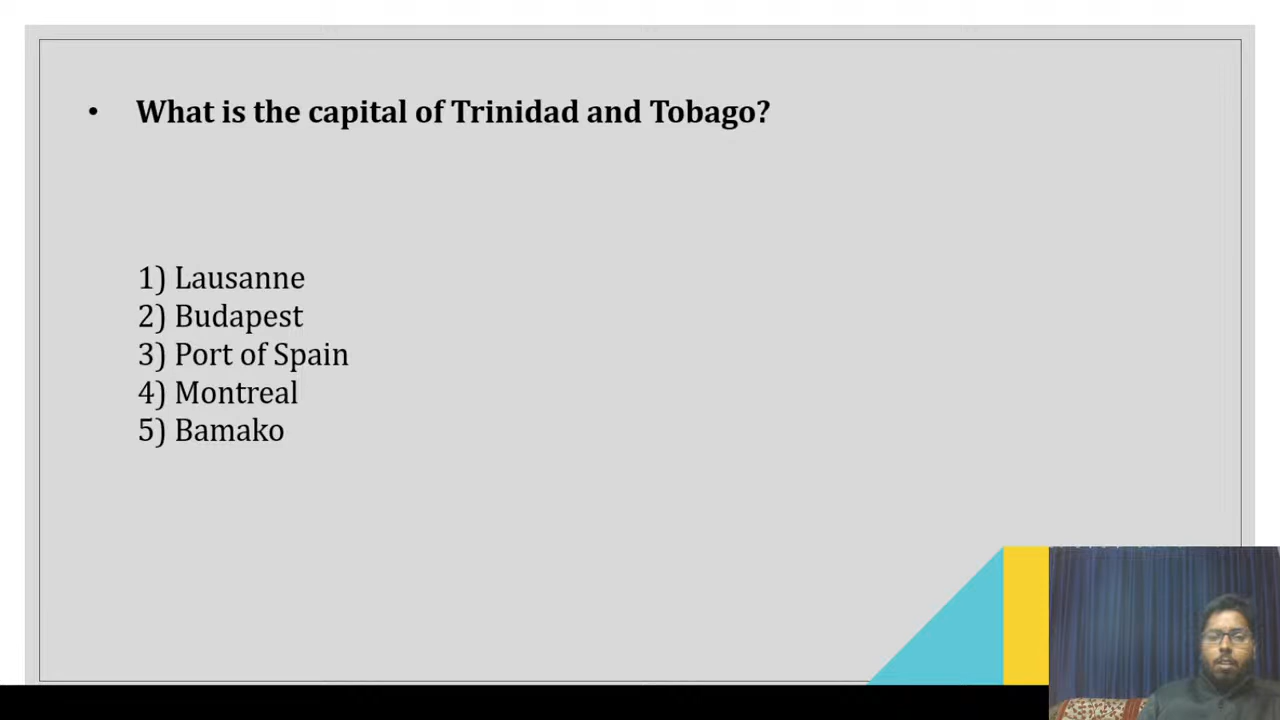 • What is the capital of Trinidad and Tobago?
1) Lausanne
2) Budapest
3) Port of Spain
4) Montreal
5) Bamako